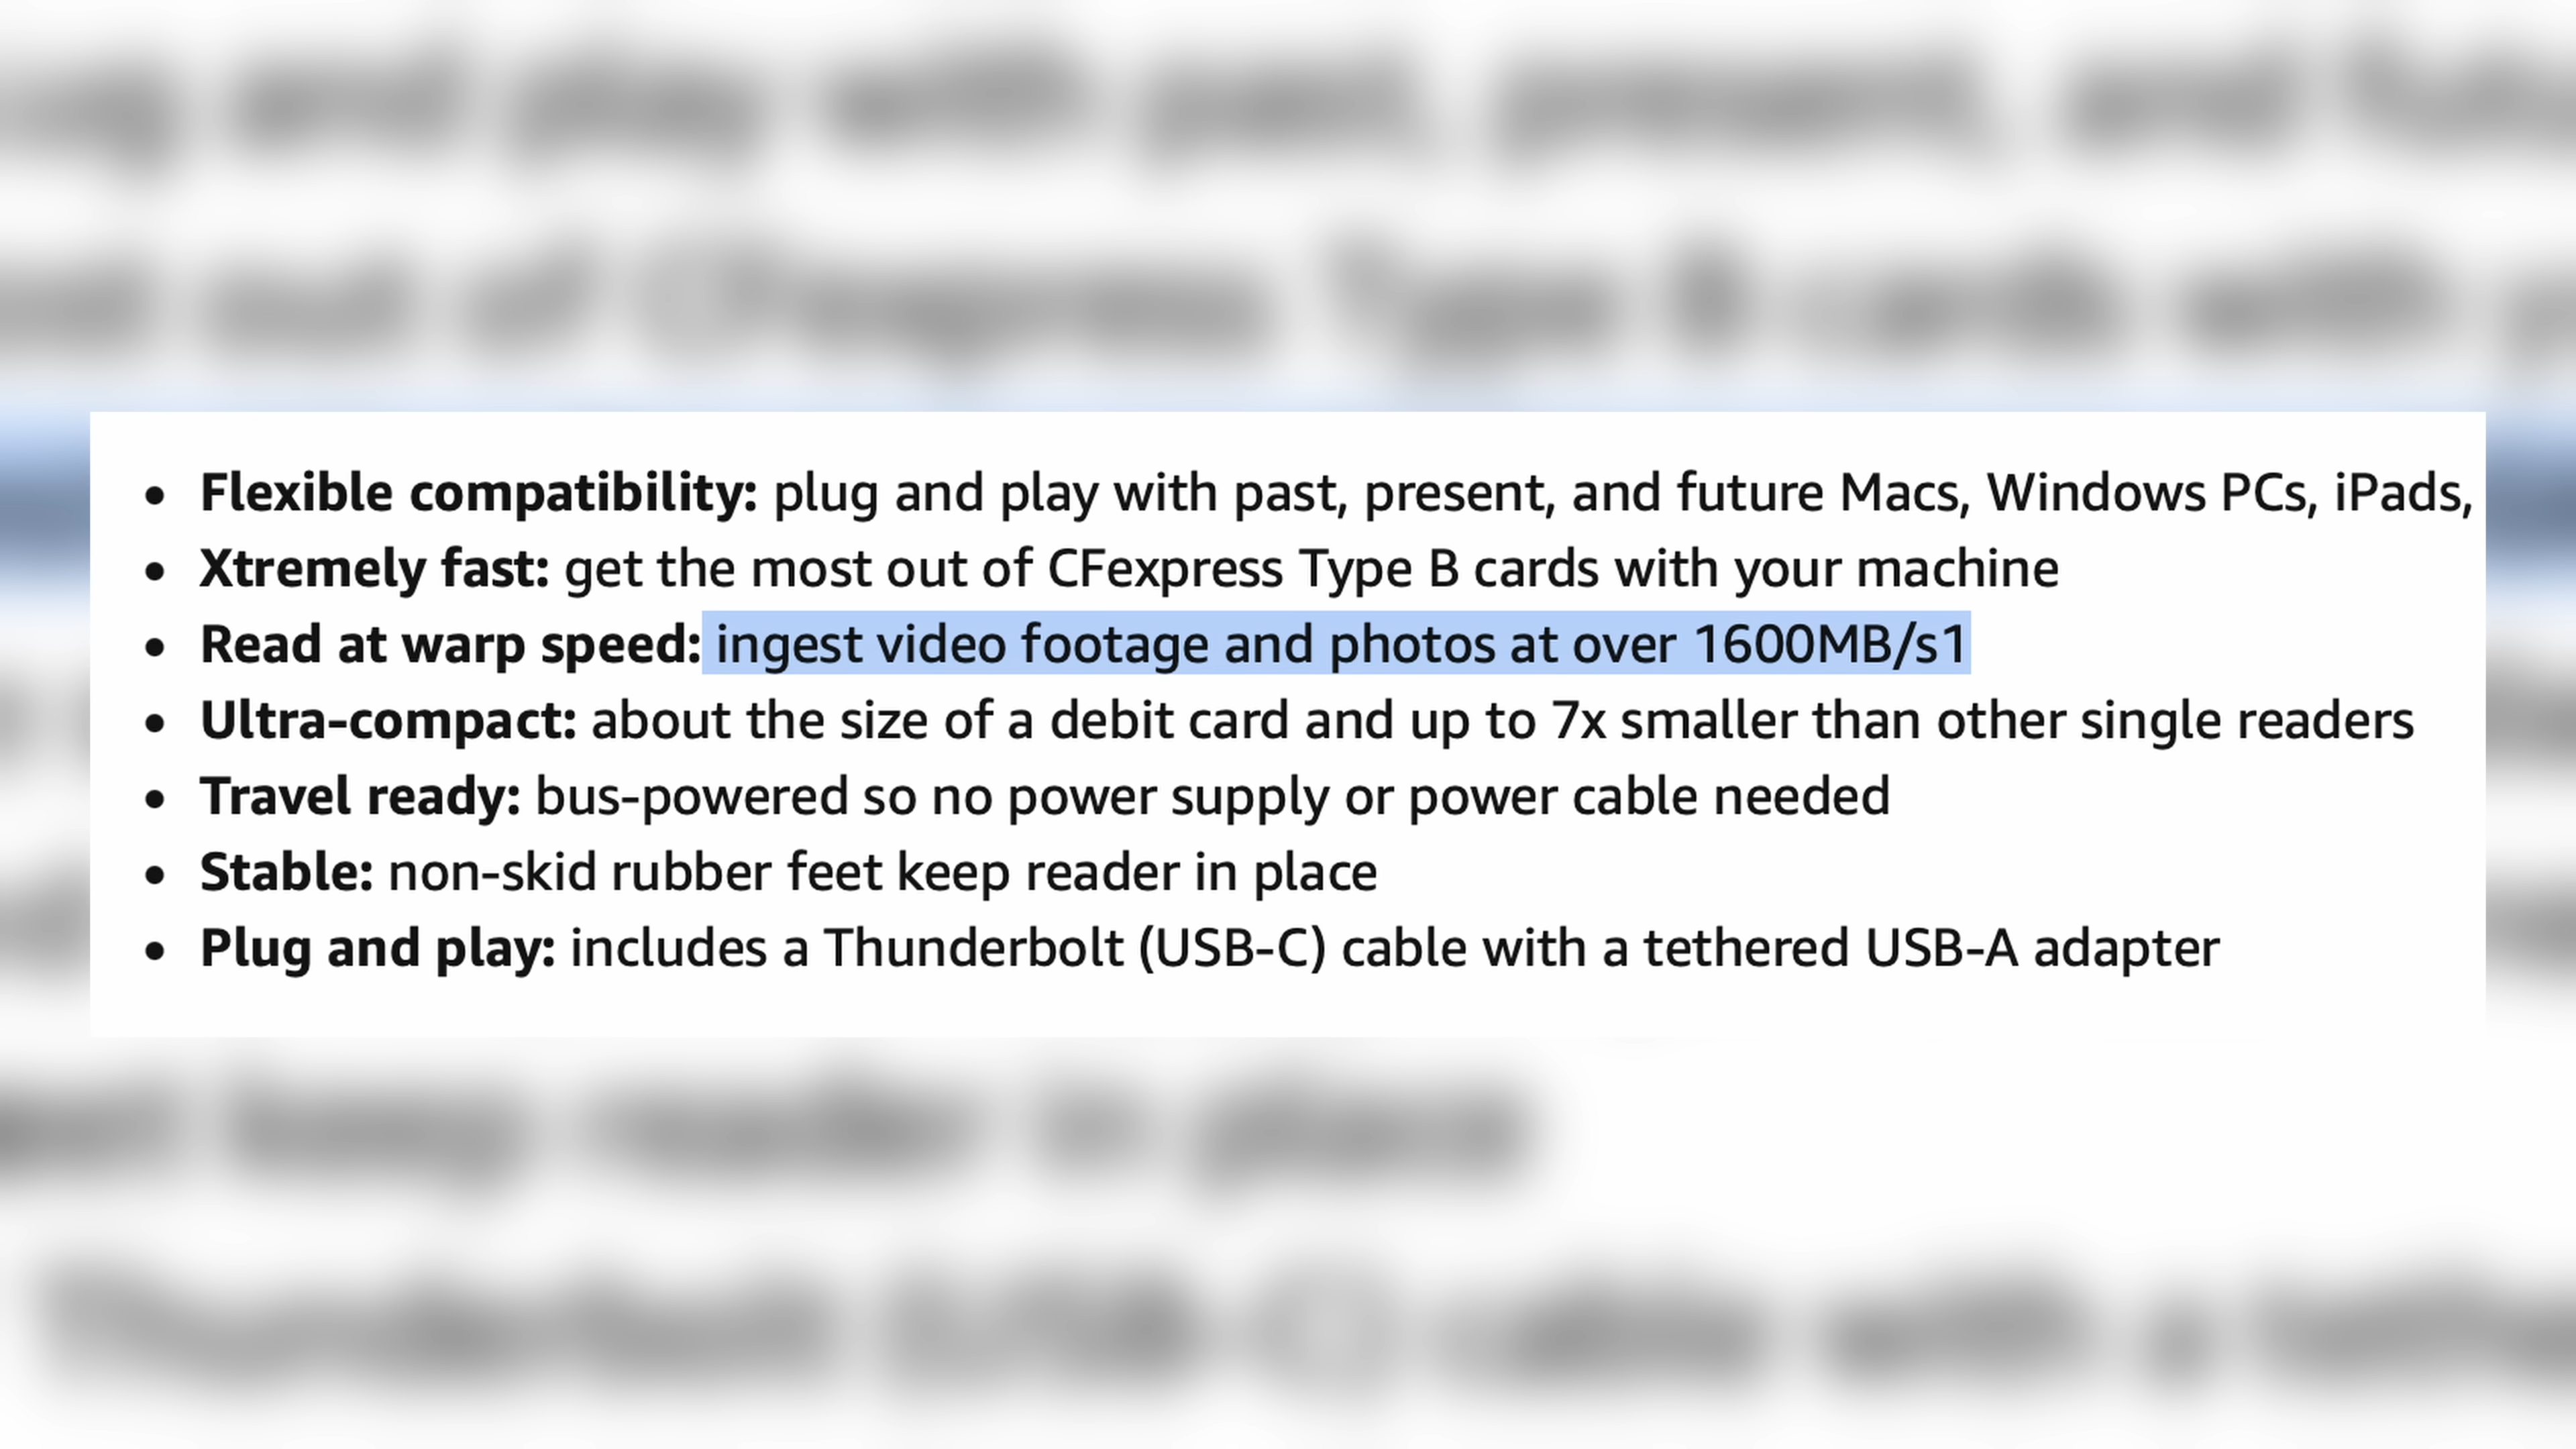 • Flexible compatibility: plug and play with past, present, and future Macs, Windows PCs, iPads,
• Xtremely fast: get the most out of CFexpress Type B cards with your machine
• Read at warp speed: ingest video footage and photos at over 1600MB/s1
• Ultra-compact: about the size of a debit card and up to 7x smaller than other single readers
• Travel ready: bus-powered so no power supply or power cable needed
• Stable: non-skid rubber feet keep reader in place
• Plug and play: includes a Thunderbolt (USB-C) cable with a tethered USB-A adapter